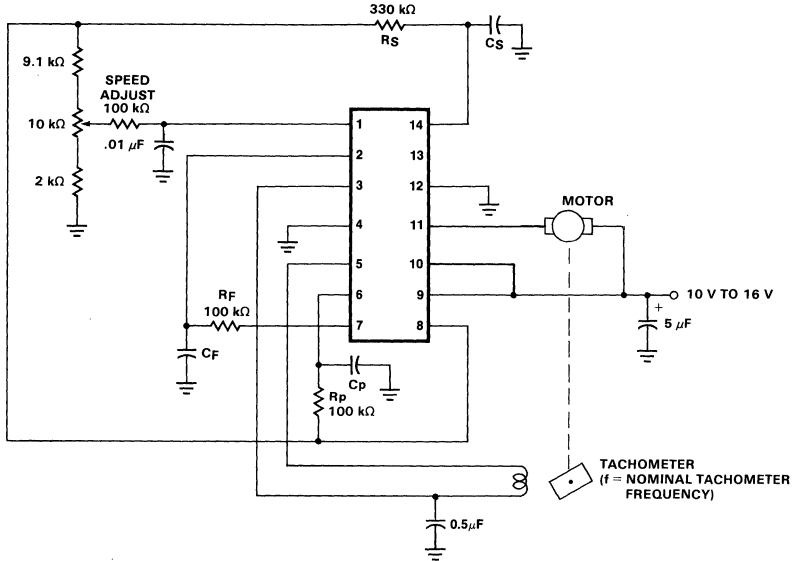 330 kΩ
RS
CS
9.1 kΩ
SPEED
ADJUST
100 kΩ
10 kΩ
.01 μF
2 kΩ
1
14
2
13
3
12
4
11
5
10
6
9
7
8
MOTOR
10 V TO 16 V
+
5 μF
RF
100 kΩ
CF
CP
Rp
100 kΩ
TACHOMETER
(f = NOMINAL TACHOMETER
FREQUENCY)
0.5μF